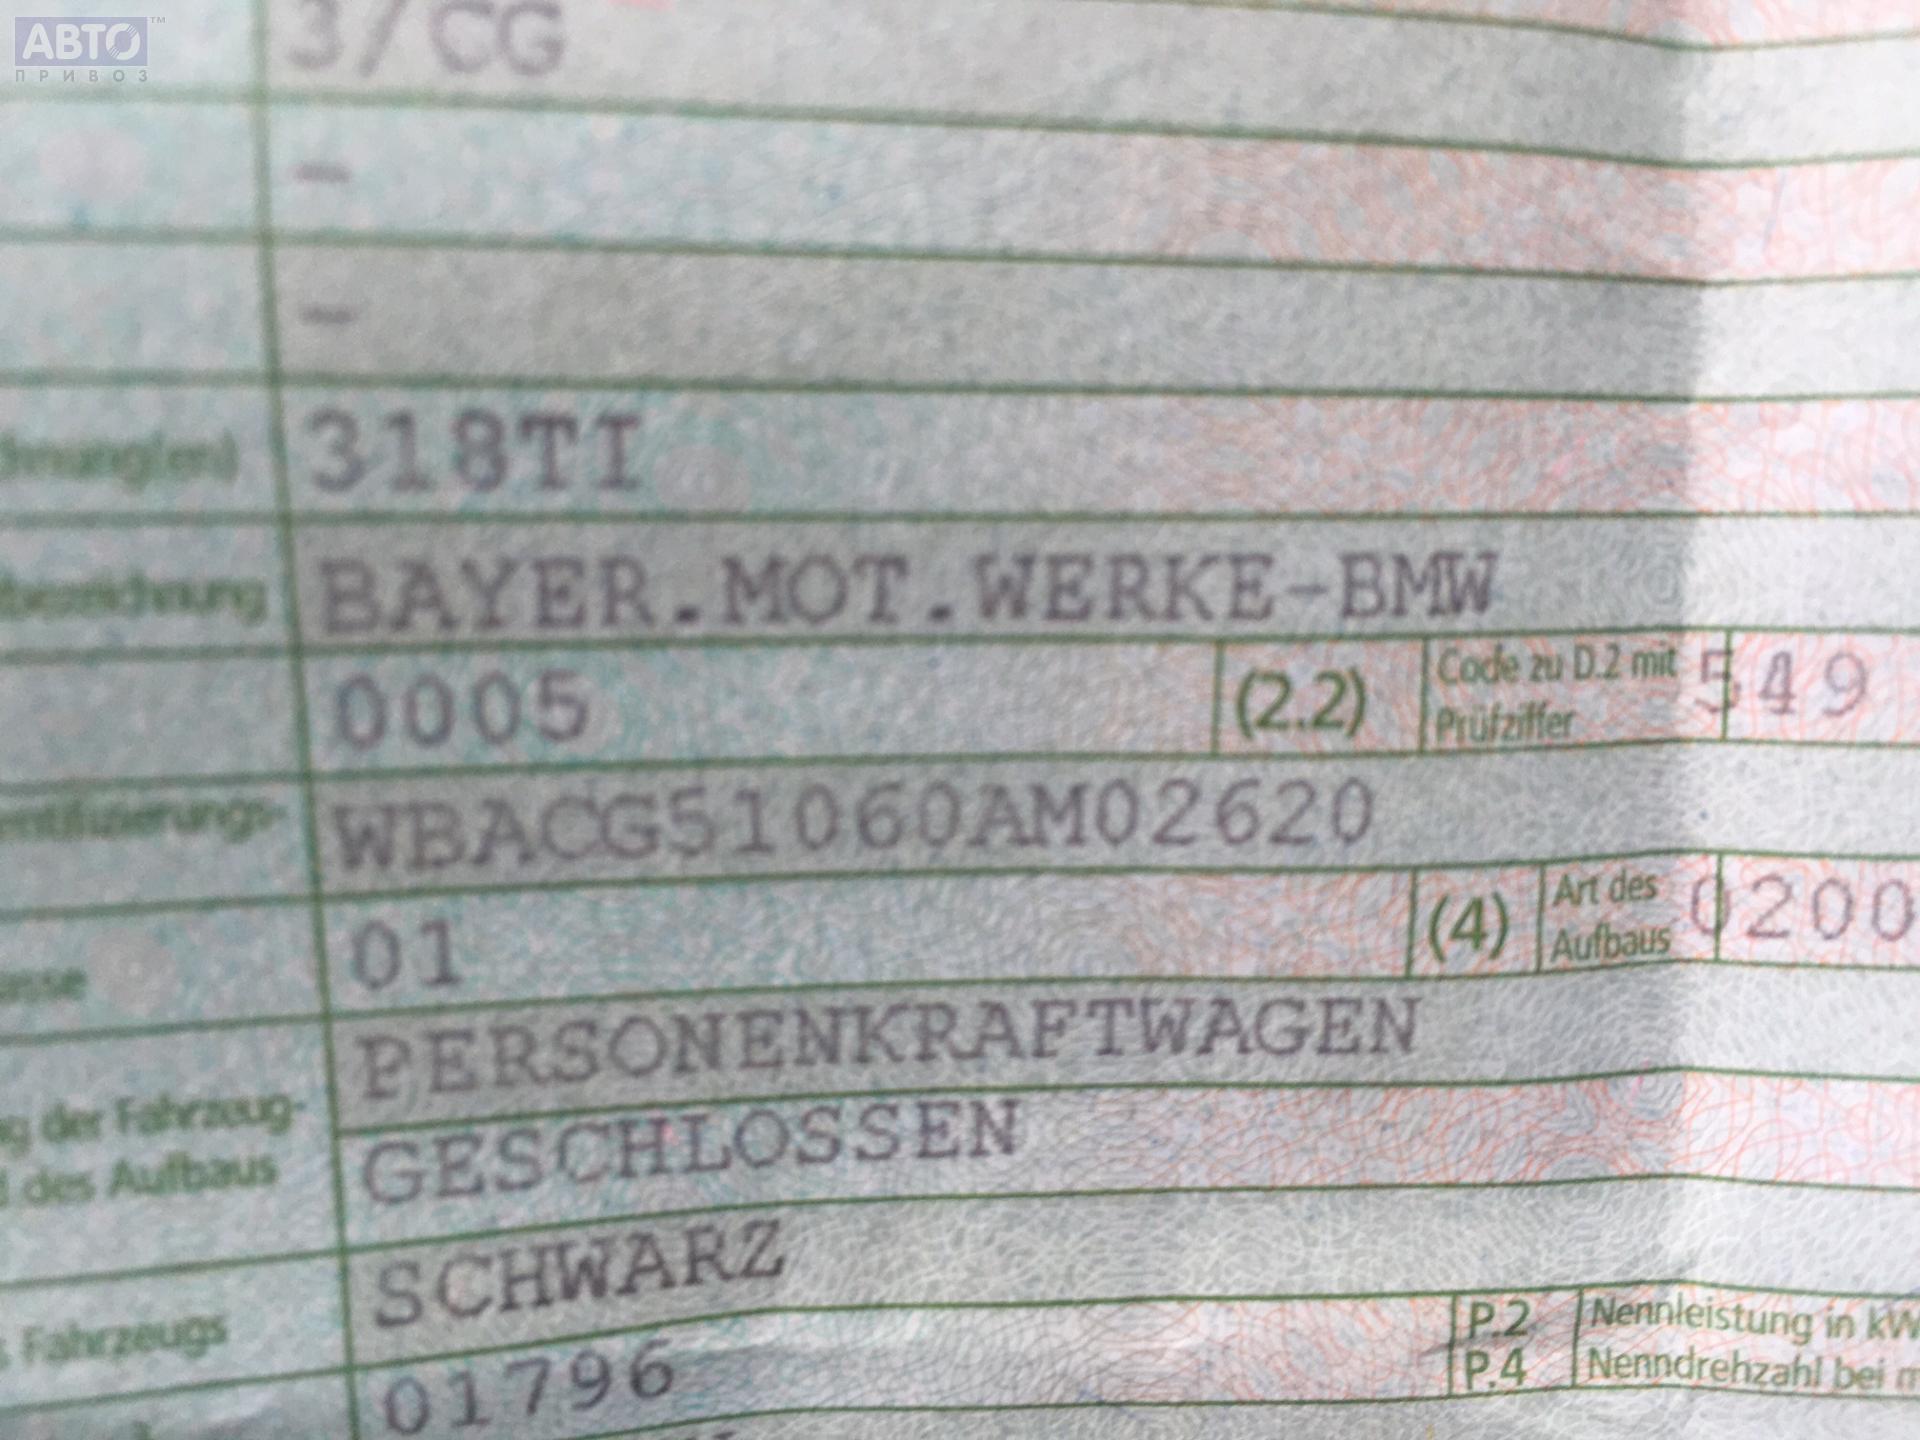 АВТО™
ПРИВОЗ
3/CG
–
–
318TI
BAYER.MOT.WERKE-BMW
0005 (2.2) Code zu D.2 mit Prüfziffer 549
WBACG51060AM02620
01 (4) Art des Aufbaus 0200
PERSONENKRAFTWAGEN
g der Fahrzeug-
GESCHLOSSEN
d des Aufbaus
SCHWARZ
s Fahrzeugs
01796 P.2 Nennleistung in kW
P.4 Nenndrehzahl bei m